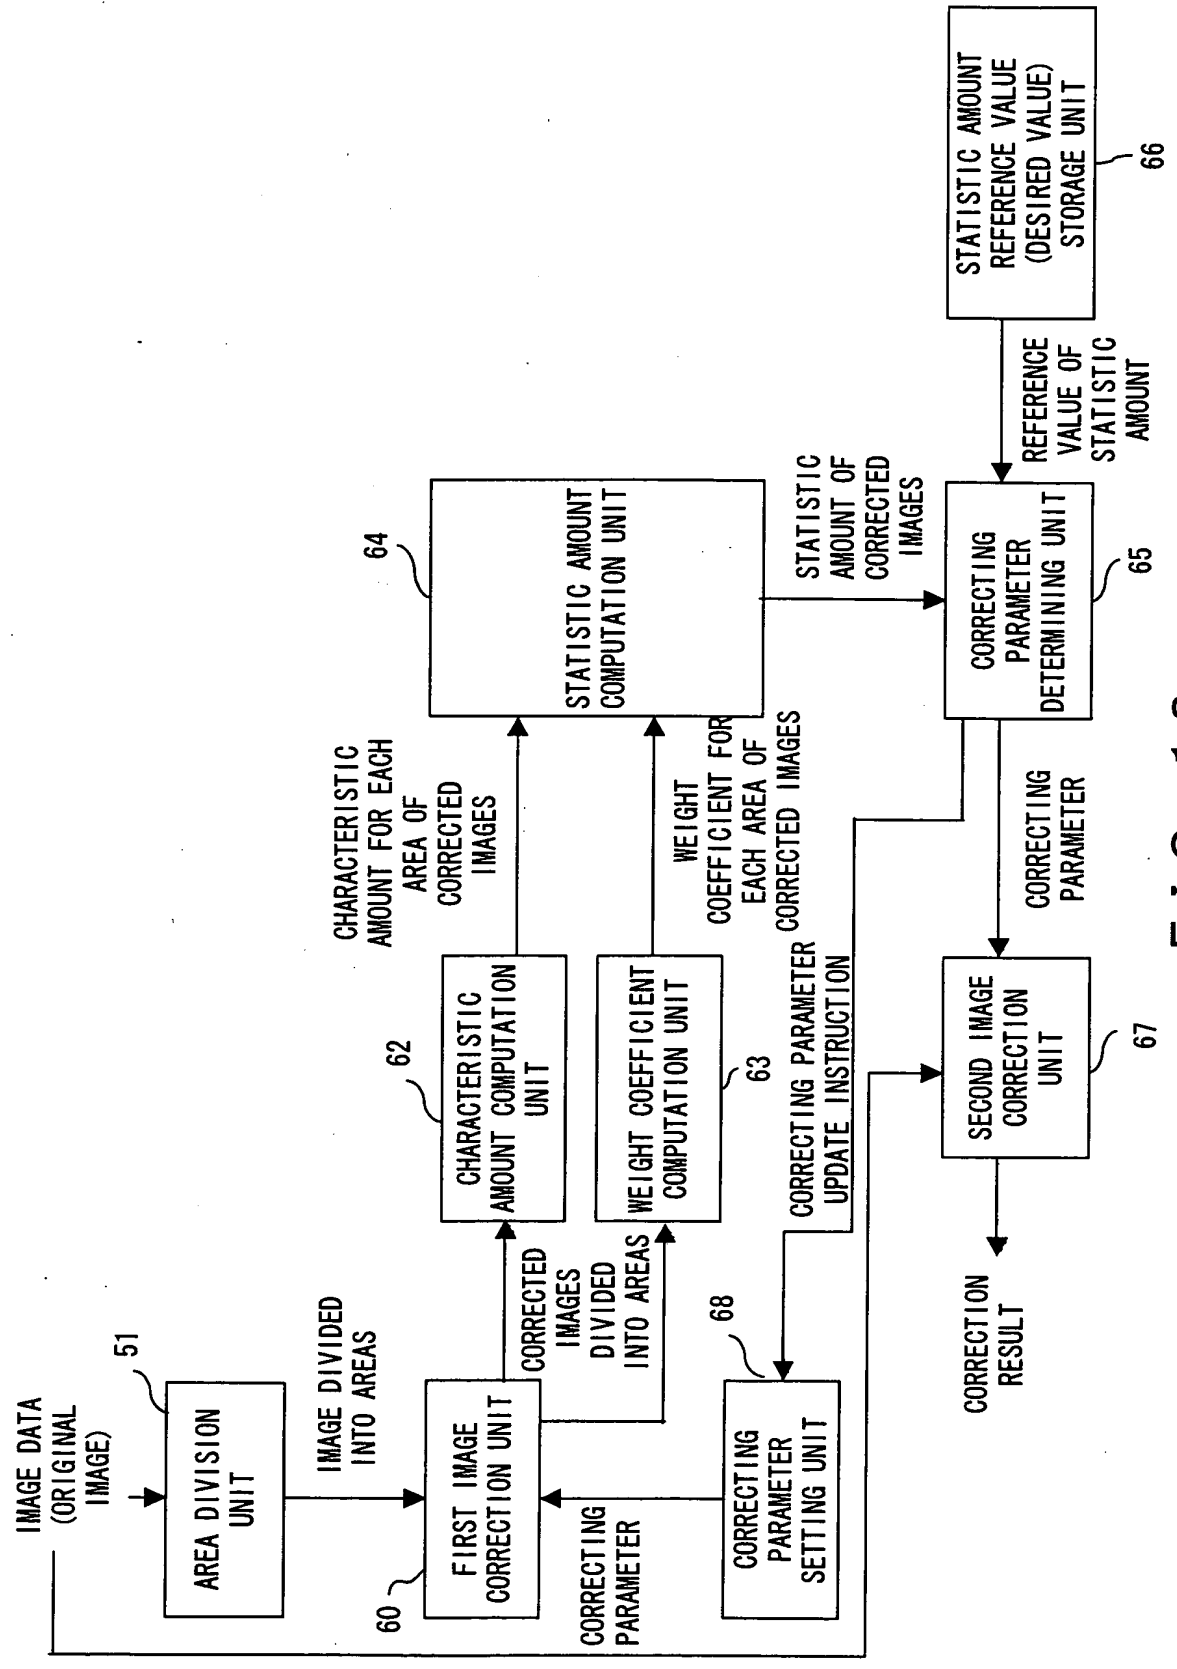 IMAGE DATA
(ORIGINAL
IMAGE)
51
AREA DIVISION
UNIT
IMAGE DIVIDED
INTO AREAS
60
FIRST IMAGE
CORRECTION UNIT
CORRECTING
PARAMETER
68
CORRECTING
PARAMETER
SETTING UNIT
CORRECTED
IMAGES
DIVIDED
INTO AREAS
62
CHARACTERISTIC
AMOUNT COMPUTATION
UNIT
WEIGHT COEFFICIENT
COMPUTATION UNIT
63
CHARACTERISTIC
AMOUNT FOR EACH
AREA OF
CORRECTED
IMAGES
WEIGHT
COEFFICIENT FOR
EACH AREA OF
CORRECTED IMAGES
64
STATISTIC AMOUNT
COMPUTATION UNIT
STATISTIC
AMOUNT OF
CORRECTED
IMAGES
CORRECTING PARAMETER
UPDATE INSTRUCTION
CORRECTION
RESULT
SECOND IMAGE
CORRECTION
UNIT
67
CORRECTING
PARAMETER
CORRECTING
PARAMETER
DETERMINING UNIT
65
REFERENCE
VALUE OF
STATISTIC
AMOUNT
STATISTIC AMOUNT
REFERENCE VALUE
(DESIRED VALUE)
STORAGE UNIT
66